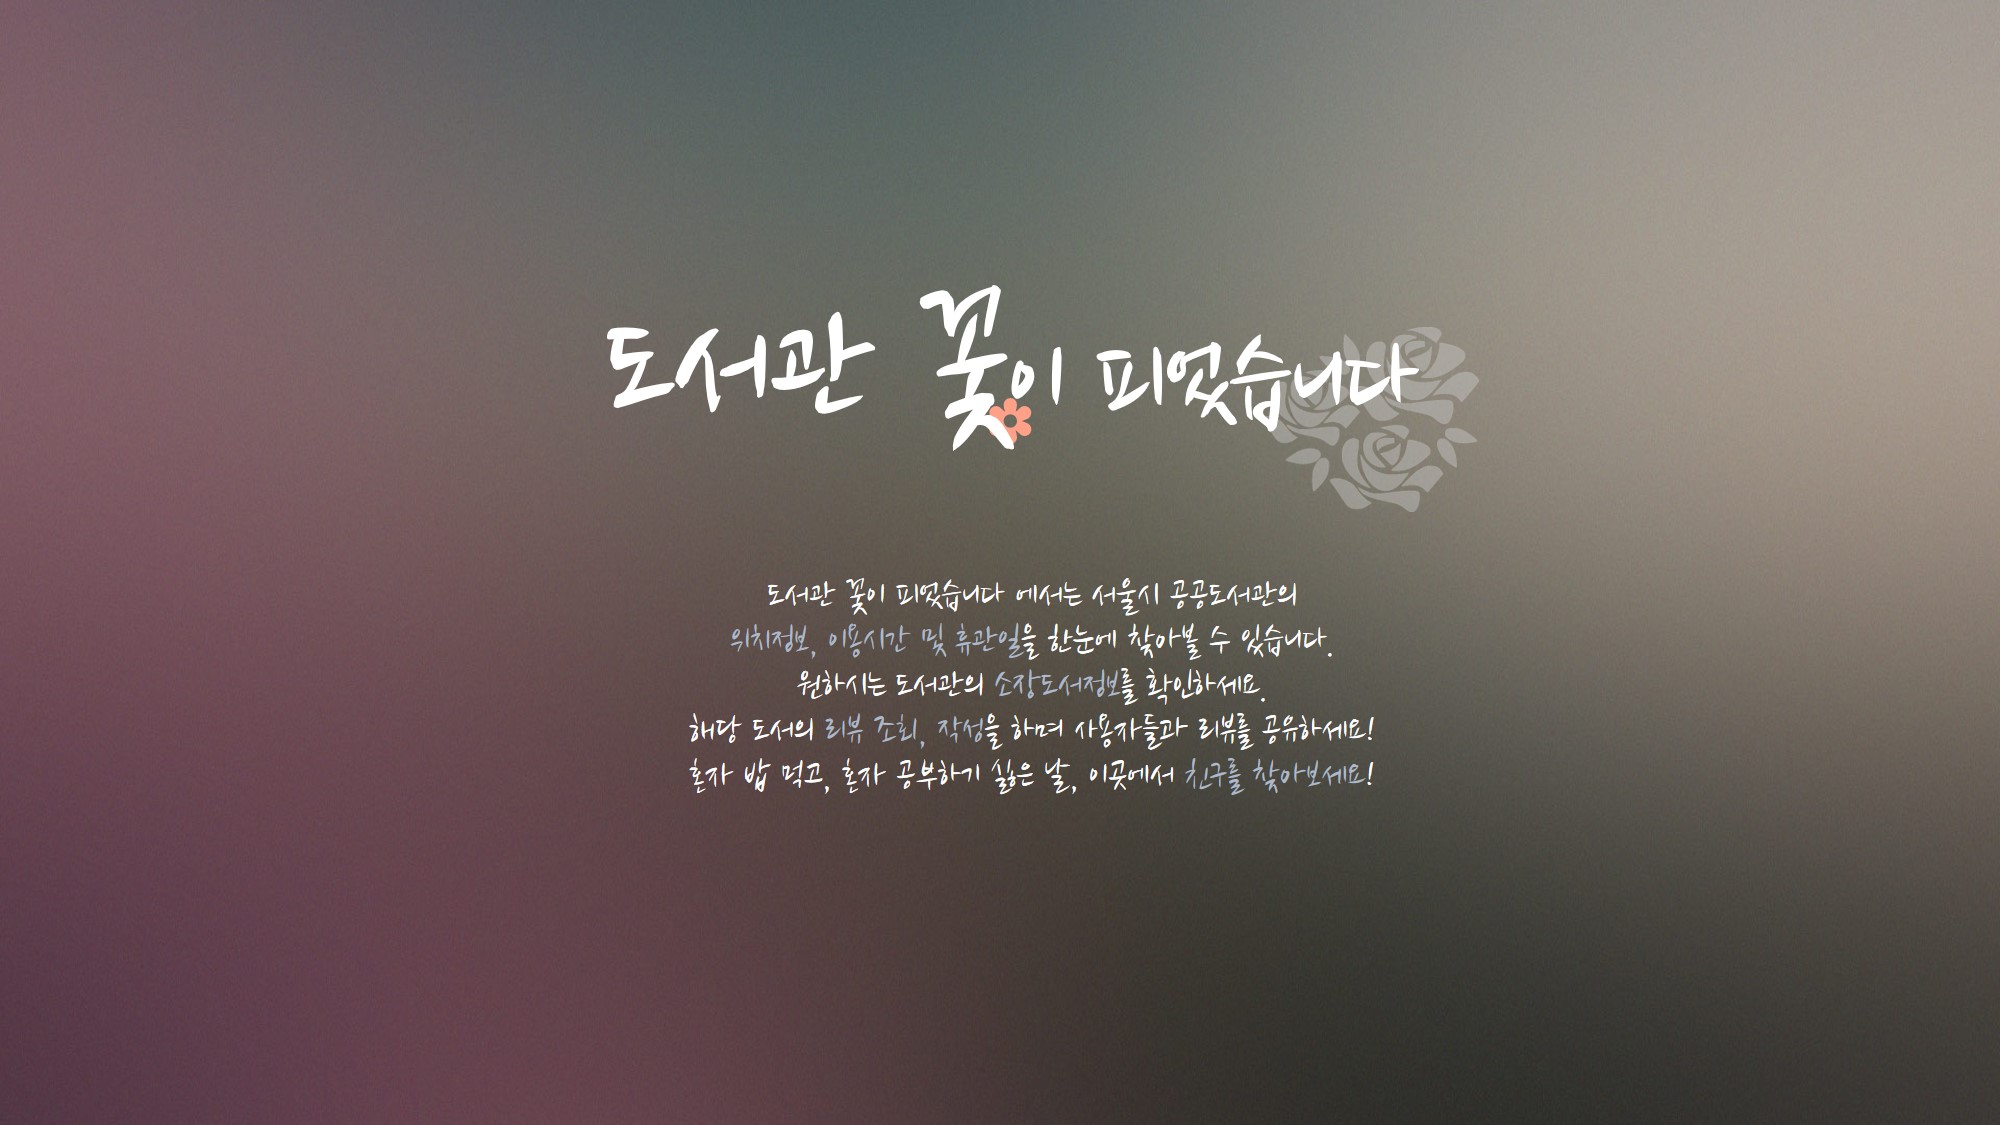 도서관 꽃이 피었습니다
도서관 꽃이 피었습니다 에서는 서울시 공공도서관의
위치정보, 이용시간 및 휴관일을 한눈에 찾아볼 수 있습니다.
원하시는 도서관의 소장도서정보를 확인하세요.
해당 도서의 리뷰 조회, 작성을 하며 사용자들과 리뷰를 공유하세요!
혼자 밥 먹고, 혼자 공부하기 싫은 날, 이곳에서 친구를 찾아보세요!